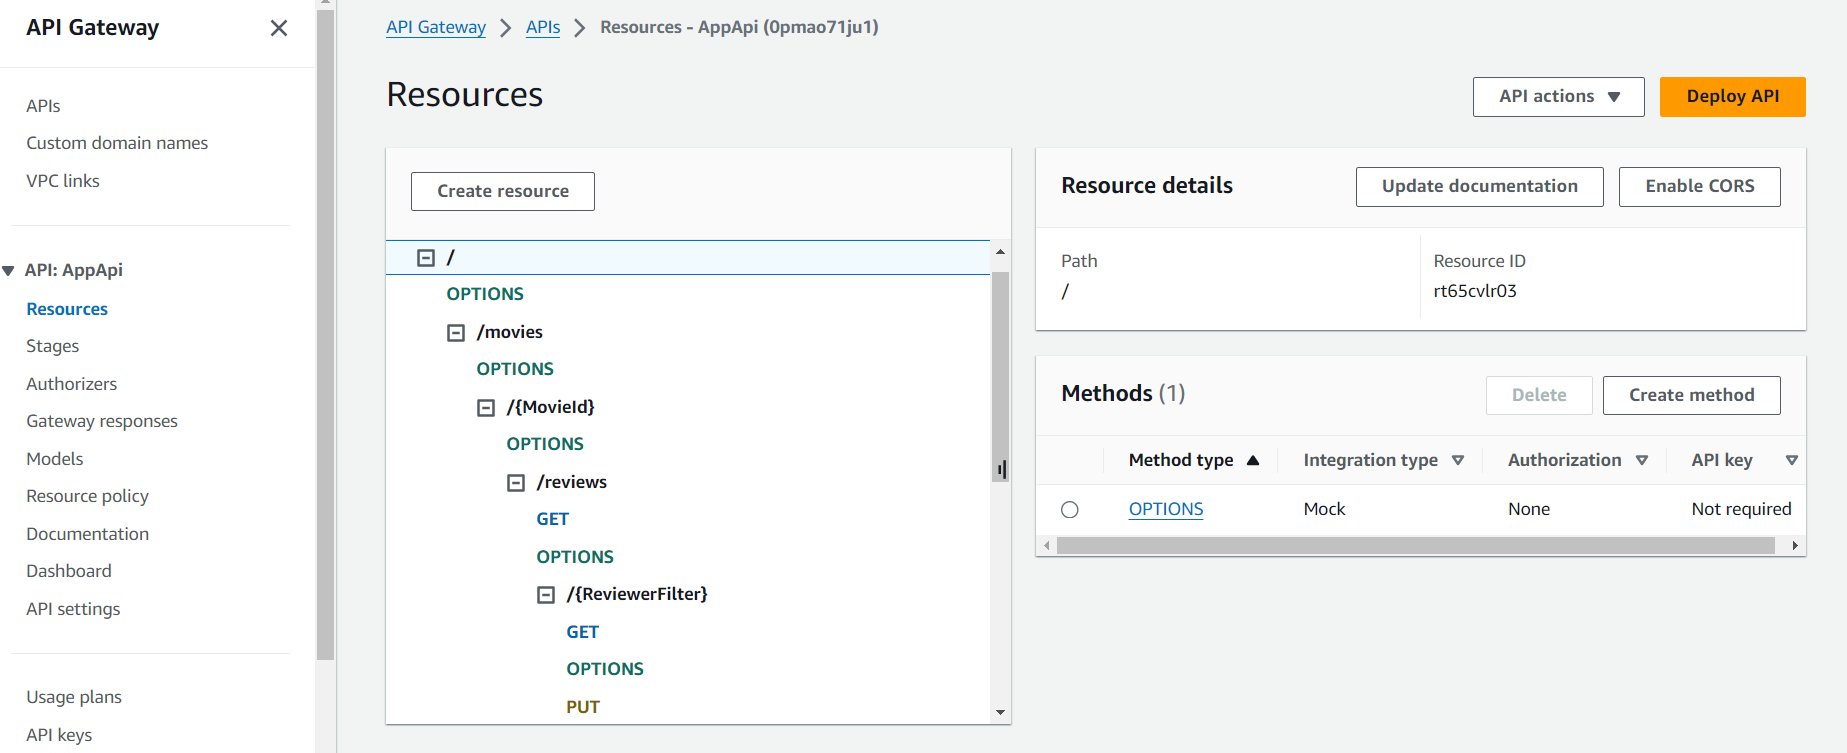 API Gateway
APIs
Custom domain names
VPC links
API: AppApi
Resources
Stages
Authorizers
Gateway responses
Models
Resource policy
Documentation
Dashboard
API settings
Usage plans
API keys
API Gateway > APIs > Resources - AppApi (0pmao71ju1)
Resources
API actions
Deploy API
Create resource
/
OPTIONS
/movies
OPTIONS
/{MovieId}
OPTIONS
/reviews
GET
OPTIONS
/{ReviewerFilter}
GET
OPTIONS
PUT
Resource details
Update documentation
Enable CORS
Path
/
Resource ID
rt65cvlr03
Methods (1)
Delete
Create method
Method type Integration type Authorization API key
OPTIONS Mock None Not required